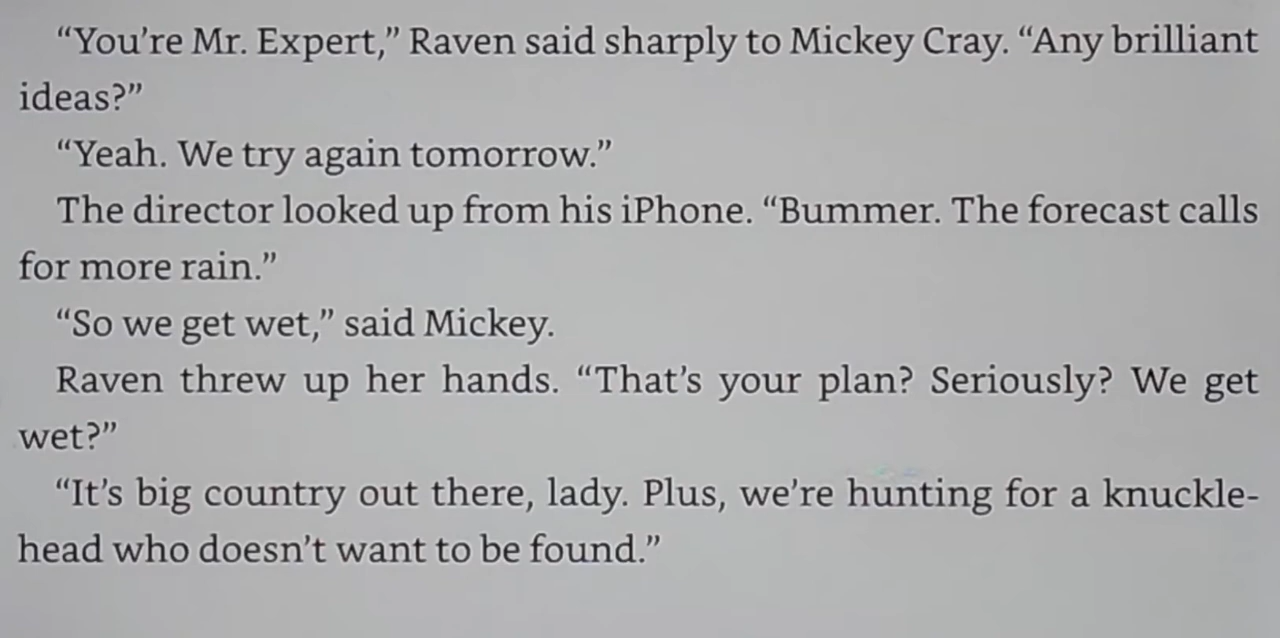 “You’re Mr. Expert,” Raven said sharply to Mickey Cray. “Any brilliant
ideas?”
“Yeah. We try again tomorrow.”
The director looked up from his iPhone. “Bummer. The forecast calls
for more rain.”
“So we get wet,” said Mickey.
Raven threw up her hands. “That’s your plan? Seriously? We get
wet?”
“It’s big country out there, lady. Plus, we’re hunting for a knuckle-
head who doesn’t want to be found.”